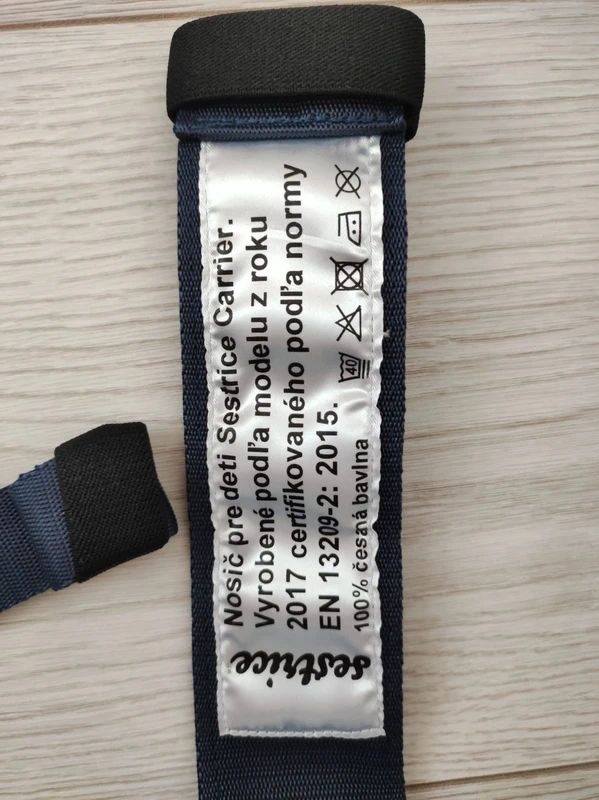 Nosič pre deti Sestrice Carrier.
Vyrobené podľa modelu z roku
2017 certifikovaného podľa normy
EN 13209-2: 2015.
100% česaná bavlna
40
sestrice